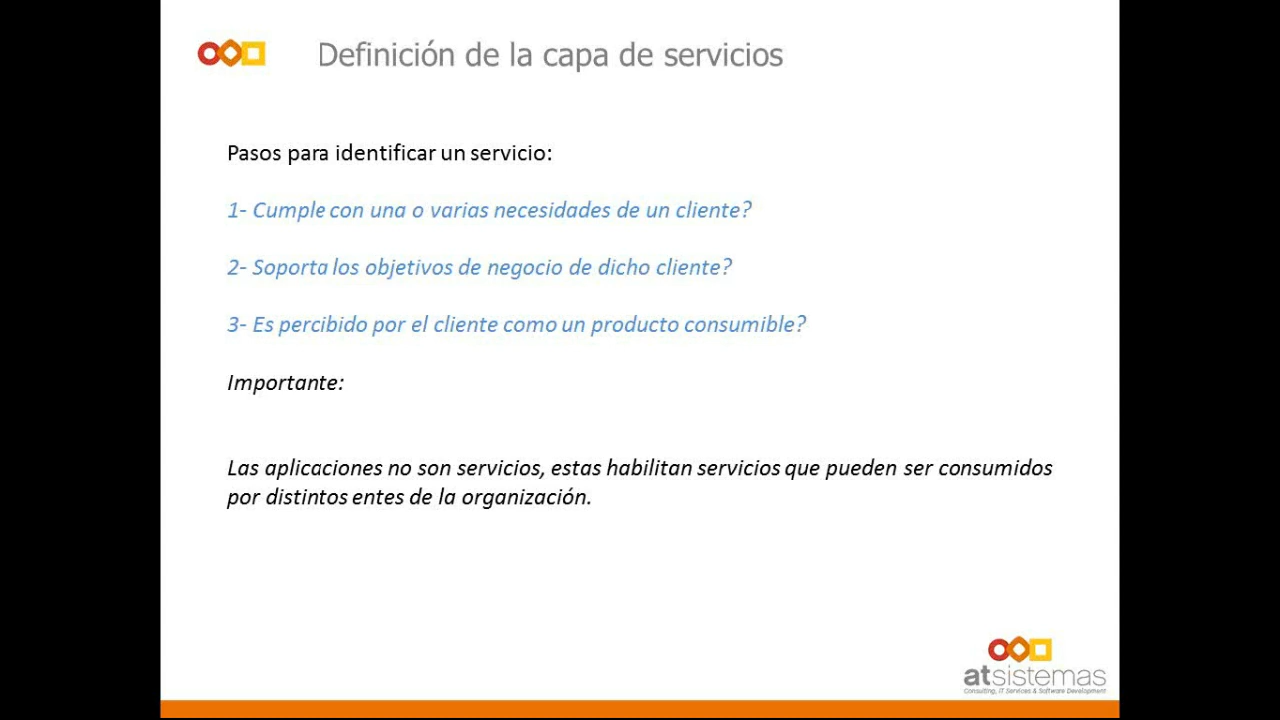 Definición de la capa de servicios
Pasos para identificar un servicio:
1- Cumple con una o varias necesidades de un cliente?
2- Soporta los objetivos de negocio de dicho cliente?
3- Es percibido por el cliente como un producto consumible?
Importante:
Las aplicaciones no son servicios, estas habilitan servicios que pueden ser consumidos
por distintos entes de la organización.
atsistemas
Consulting, IT Services & Software Development